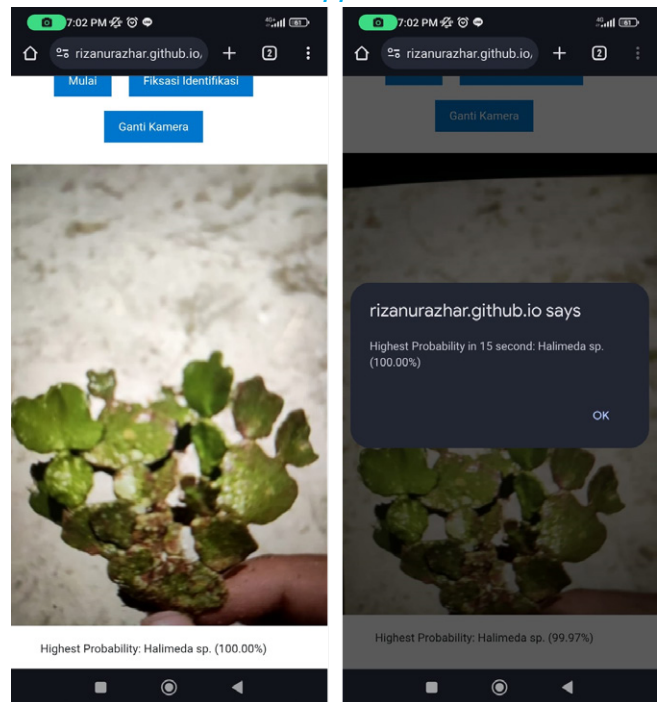 7:02 PM
61
rizanurazhar.github.io,
2
Mulai
Fiksasi Identifikasi
Ganti Kamera
Highest Probability: Halimeda sp. (100.00%)
7:02 PM
61
rizanurazhar.github.io,
2
Ganti Kamera
rizanurazhar.github.io says
Highest Probability in 15 second: Halimeda sp.
(100.00%)
OK
Highest Probability: Halimeda sp. (99.97%)